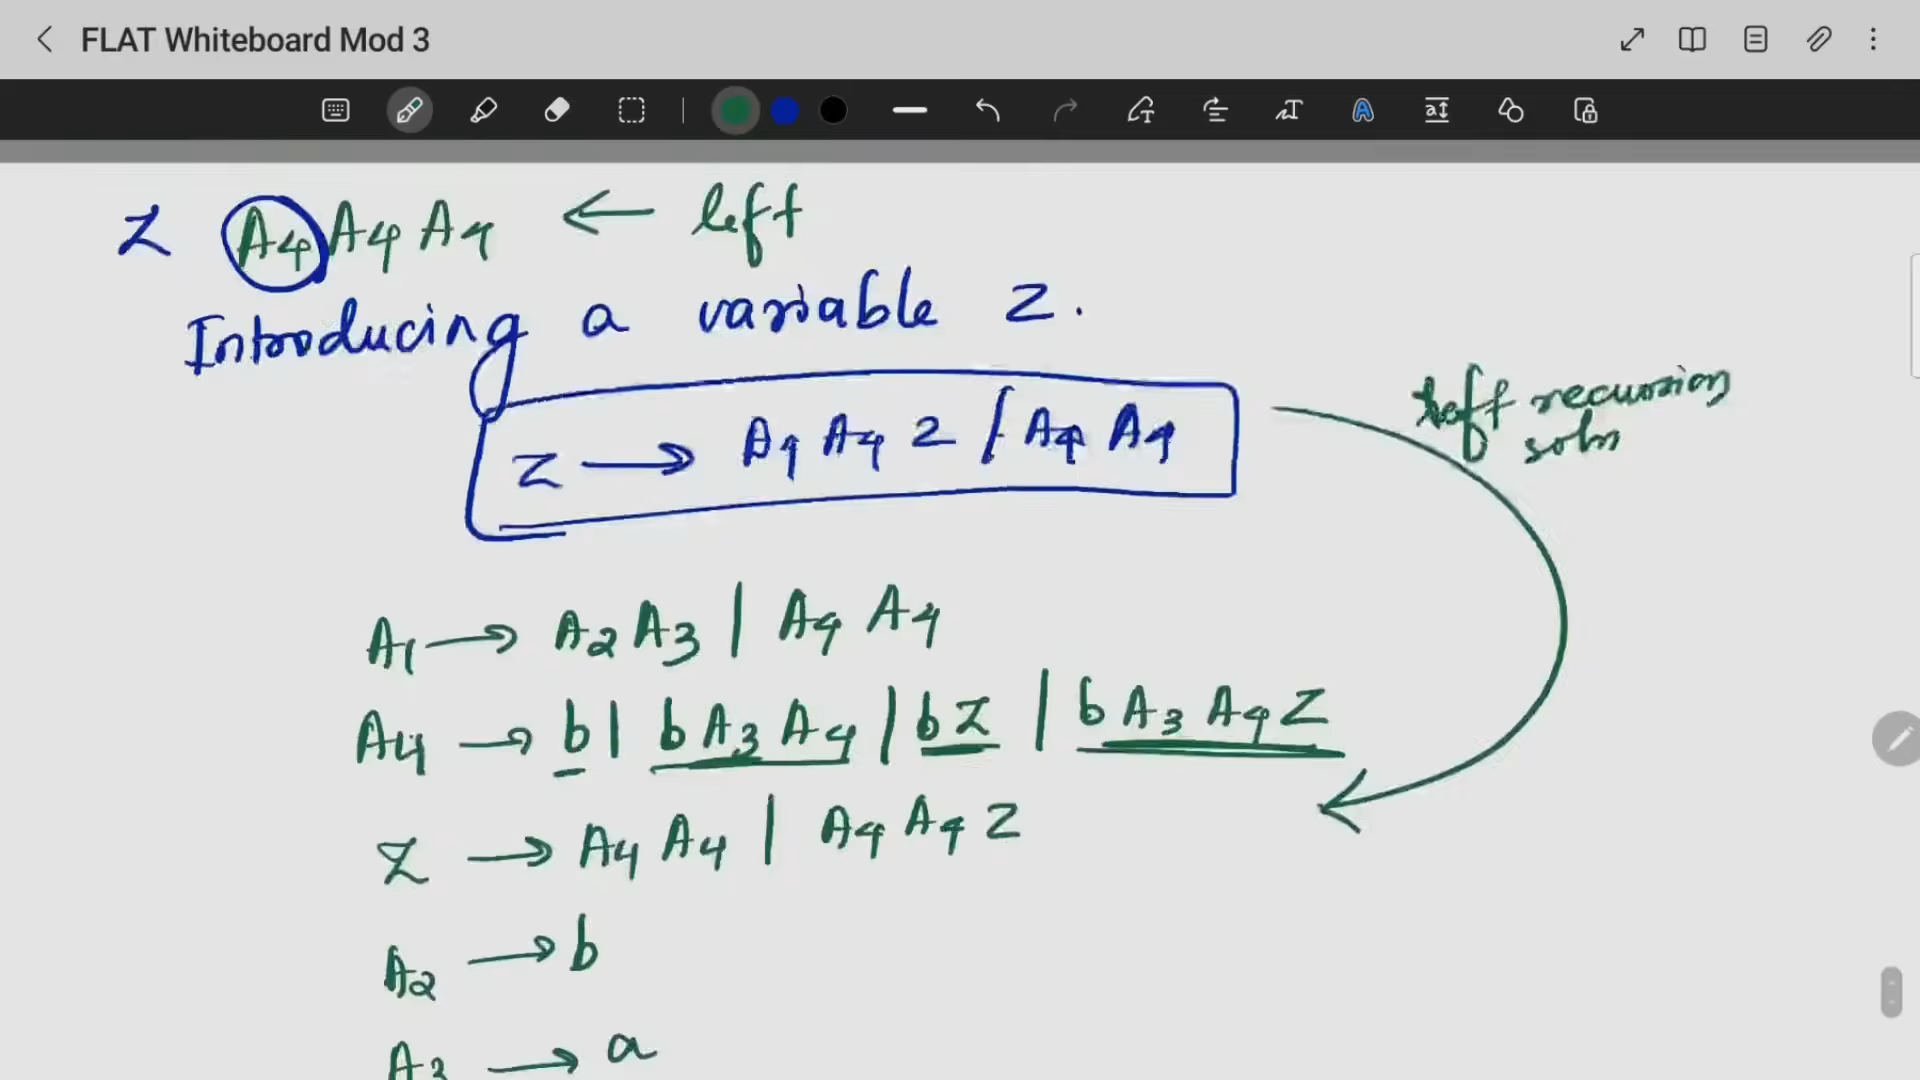 FLAT Whiteboard Mod 3
Z A4 A4 A4 ← left
Introducing a variable Z.
Z → A4 A4 Z / A4 A4
left recursion
soln
A1 → A2 A3 | A4 A4
A4 → b | b A3 A4 | b Z | b A3 A4 Z
Z → A4 A4 | A4 A4 Z
A2 → b
A3 → a